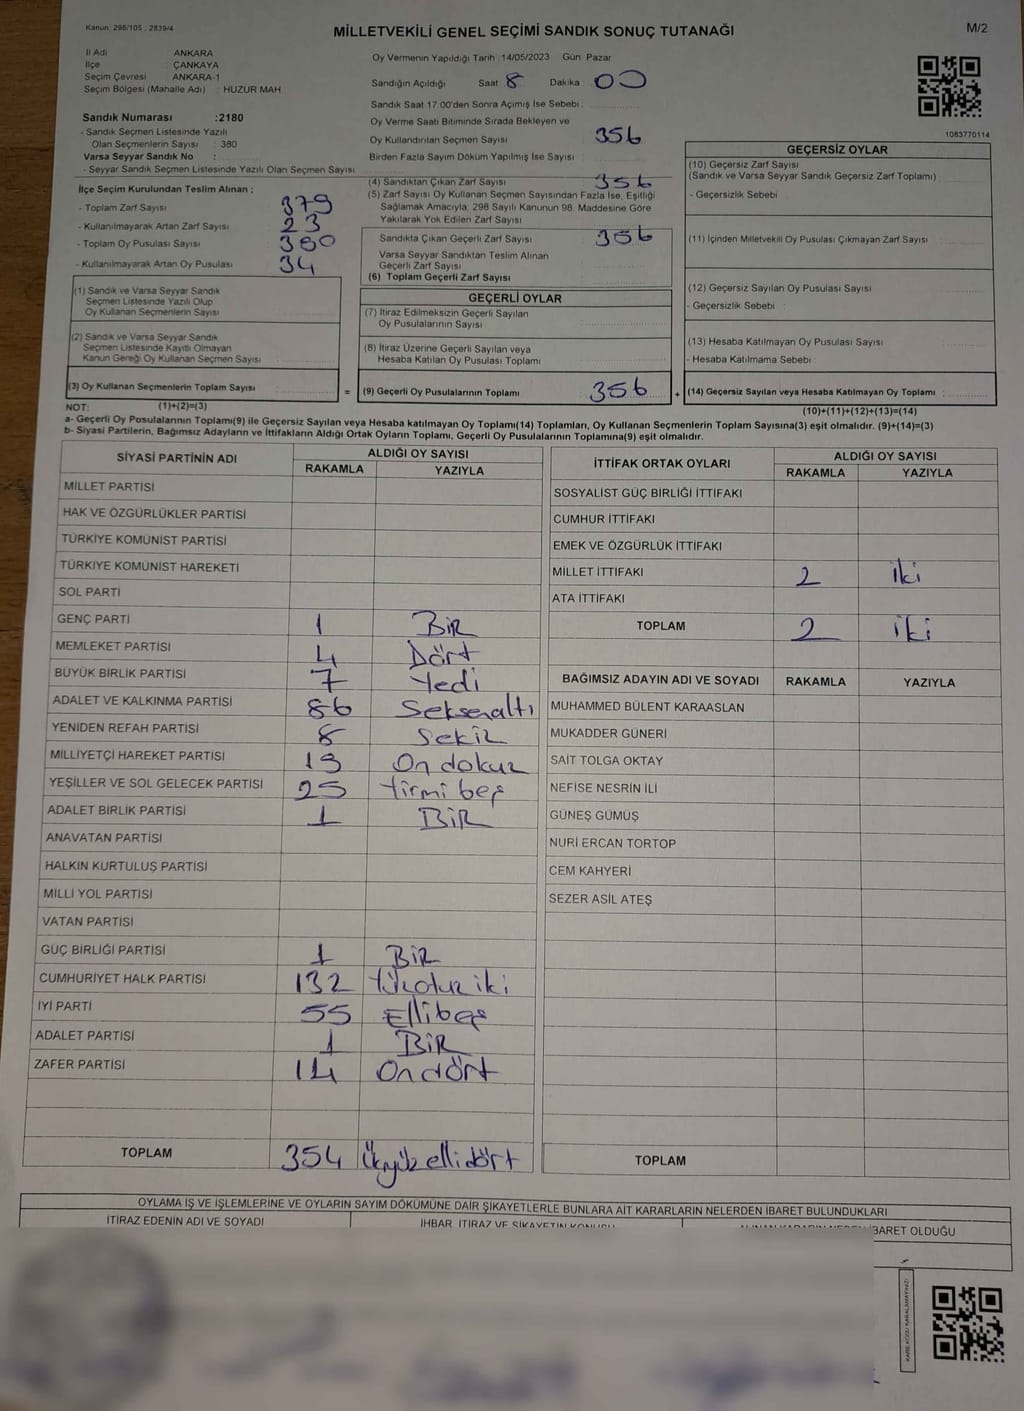 Kanun: 298/105 : 2839/4
MİLLETVEKİLİ GENEL SEÇİMİ SANDIK SONUÇ TUTANAĞI
M/2
İl Adı ANKARA
İlçe ÇANKAYA
Seçim Çevresi ANKARA-1
Seçim Bölgesi (Mahalle Adı) : HUZUR MAH
Oy Vermenin Yapıldığı Tarih :14/05/2023 Gün Pazar
Sandığın Açıldığı Saat 8 Dakika 00
Sandık Saat 17.00'den Sonra Açımış İse Sebebi :
Sandık Numarası :2180
- Sandık Seçmen Listesinde Yazılı
Olan Seçmenlerin Sayısı : 380
Varsa Seyyar Sandık No :
- Seyyar Sandık Seçmen Listesinde Yazılı Olan Seçmen Sayısı
Oy Verme Saati Bitiminde Sırada Bekleyen ve
Oy Kullandırılan Seçmen Sayısı 356
Birden Fazla Sayım Döküm Yapılmış İse Sayısı :
1083770114
İlçe Seçim Kurulundan Teslim Alınan ;
- Toplam Zarf Sayısı 379
- Kullanılmayarak Artan Zarf Sayısı 23
- Toplam Oy Pusulası Sayısı 380
- Kullanılmayarak Artan Oy Pusulası 34
(1) Sandık ve Varsa Seyyar Sandık
Seçmen Listesinde Yazılı Olup
Oy Kullanan Seçmenlerin Sayısı
(2) Sandık ve Varsa Seyyar Sandık
Seçmen Listesinde Kayıtlı Olmayan
Kanun Gereği Oy Kullanan Seçmen Sayısı
(3) Oy Kullanan Seçmenlerin Toplam Sayısı
(1)+(2)=(3)
=
(4) Sandıktan Çıkan Zarf Sayısı 356
(5) Zarf Sayısı Oy Kullanan Seçmen Sayısından Fazla İse, Eşitliği
Sağlamak Amacıyla, 298 Sayılı Kanunun 98. Maddesine Göre
Yakılarak Yok Edilen Zarf Sayısı
Sandıkta Çıkan Geçerli Zarf Sayısı 356
Varsa Seyyar Sandıktan Teslim Alınan
Geçerli Zarf Sayısı
(6) Toplam Geçerli Zarf Sayısı
GEÇERLİ OYLAR
(7) İtiraz Edilmeksizin Geçerli Sayılan
Oy Pusulalarının Sayısı
(8) İtiraz Üzerine Geçerli Sayılan veya
Hesaba Katılan Oy Pusulası Toplamı
(9) Geçerli Oy Pusulalarının Toplamı 356
+
GEÇERSİZ OYLAR
(10) Geçersiz Zarf Sayısı
(Sandık ve Varsa Seyyar Sandık Geçersiz Zarf Toplamı)
- Geçersizlik Sebebi :
(11) İçinden Milletvekili Oy Pusulası Çıkmayan Zarf Sayısı
(12) Geçersiz Sayılan Oy Pusulası Sayısı
- Geçersizlik Sebebi :
(13) Hesaba Katılmayan Oy Pusulası Sayısı
- Hesaba Katılmama Sebebi :
(14) Geçersiz Sayılan veya Hesaba Katılmayan Oy Toplamı
(10)+(11)+(12)+(13)=(14)
NOT:
a- Geçerli Oy Pusulalarının Toplamı(9) ile Geçersiz Sayılan veya Hesaba katılmayan Oy Toplamı(14) Toplamları, Oy Kullanan Seçmenlerin Toplam Sayısına(3) eşit olmalıdır. (9)+(14)=(3)
b- Siyasi Partilerin, Bağımsız Adayların ve İttifakların Aldığı Ortak Oyların Toplamı, Geçerli Oy Pusulalarının Toplamına(9) eşit olmalıdır.
SİYASİ PARTİNİN ADI ALDIĞI OY SAYISI
RAKAMLA YAZIYLA
MİLLET PARTİSİ
HAK VE ÖZGÜRLÜKLER PARTİSİ
TÜRKİYE KOMÜNİST PARTİSİ
TÜRKİYE KOMÜNİST HAREKETİ
SOL PARTİ
GENÇ PARTİ 1 BİR
MEMLEKET PARTİSİ 4 Dört
BÜYÜK BİRLİK PARTİSİ 7 Yedi
ADALET VE KALKINMA PARTİSİ 86 Seksenaltı
YENİDEN REFAH PARTİSİ 8 Sekiz
MİLLİYETÇİ HAREKET PARTİSİ 19 On dokuz
YEŞİLLER VE SOL GELECEK PARTİSİ 25 Yirmi beş
ADALET BİRLİK PARTİSİ 1 BİR
ANAVATAN PARTİSİ
HALKIN KURTULUŞ PARTİSİ
MİLLİ YOL PARTİSİ
VATAN PARTİSİ
GÜÇ BİRLİĞİ PARTİSİ 1 BİR
CUMHURİYET HALK PARTİSİ 132 Yüzotuz iki
İYİ PARTİ 55 Ellibeş
ADALET PARTİSİ 1 BİR
ZAFER PARTİSİ 14 On dört
TOPLAM 354 Üçyüz elli dört
İTTİFAK ORTAK OYLARI ALDIĞI OY SAYISI
RAKAMLA YAZIYLA
SOSYALİST GÜÇ BİRLİĞİ İTTİFAKI
CUMHUR İTTİFAKI
EMEK VE ÖZGÜRLÜK İTTİFAKI
MİLLET İTTİFAKI 2 iki
ATA İTTİFAKI
TOPLAM 2 iki
BAĞIMSIZ ADAYIN ADI VE SOYADI RAKAMLA YAZIYLA
MUHAMMED BÜLENT KARAASLAN
MUKADDER GÜNERİ
SAİT TOLGA OKTAY
NEFİSE NESRİN İLİ
GÜNEŞ GÜMÜŞ
NURİ ERCAN TORTOP
CEM KAHYERİ
SEZER ASİL ATEŞ
TOPLAM
OYLAMA İŞ VE İŞLEMLERİNE VE OYLARIN SAYIM DÖKÜMÜNE DAİR ŞİKAYETLERLE BUNLARA AİT KARARLARIN NELERDEN İBARET BULUNDUKLARI
İTİRAZ EDENİN ADI VE SOYADI İHBAR, İTİRAZ VE ŞİKAYETİN KONUSU İBARET OLDUĞU
KARE KODU KARALAMAYINIZ!